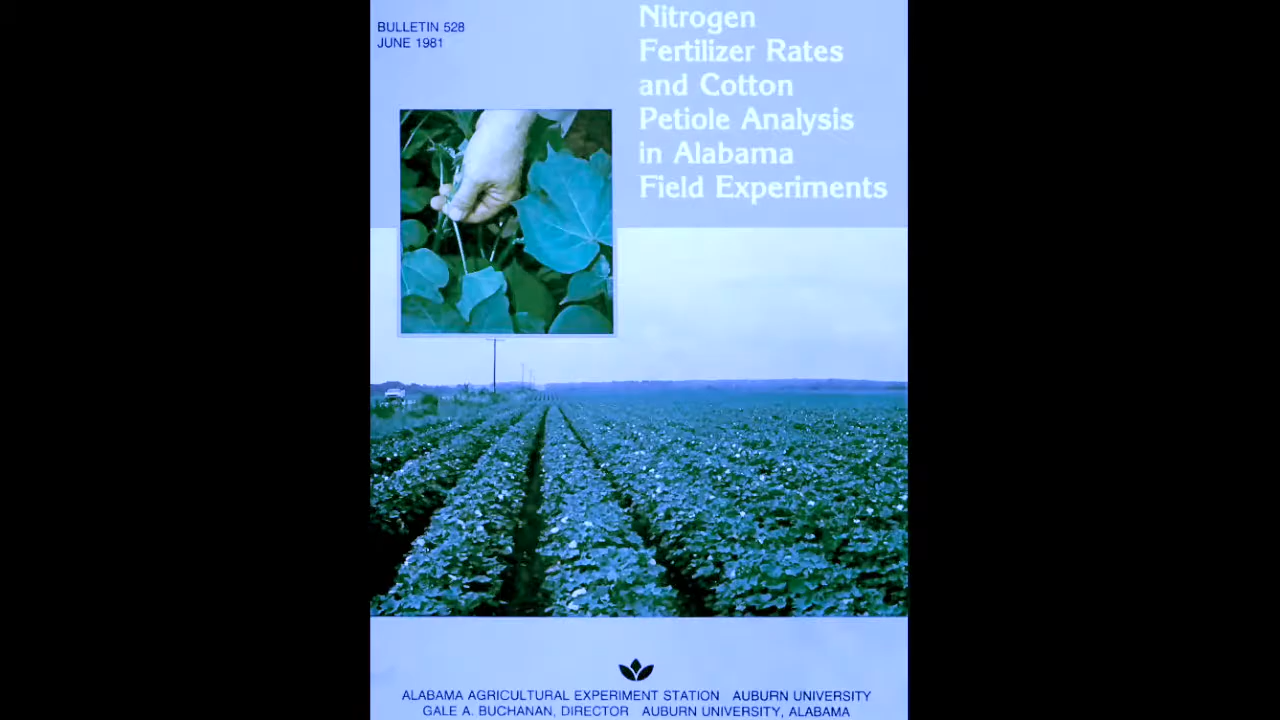 BULLETIN 528
JUNE 1981
Nitrogen
Fertilizer Rates
and Cotton
Petiole Analysis
in Alabama
Field Experiments
ALABAMA AGRICULTURAL EXPERIMENT STATION AUBURN UNIVERSITY
GALE A. BUCHANAN, DIRECTOR AUBURN UNIVERSITY, ALABAMA